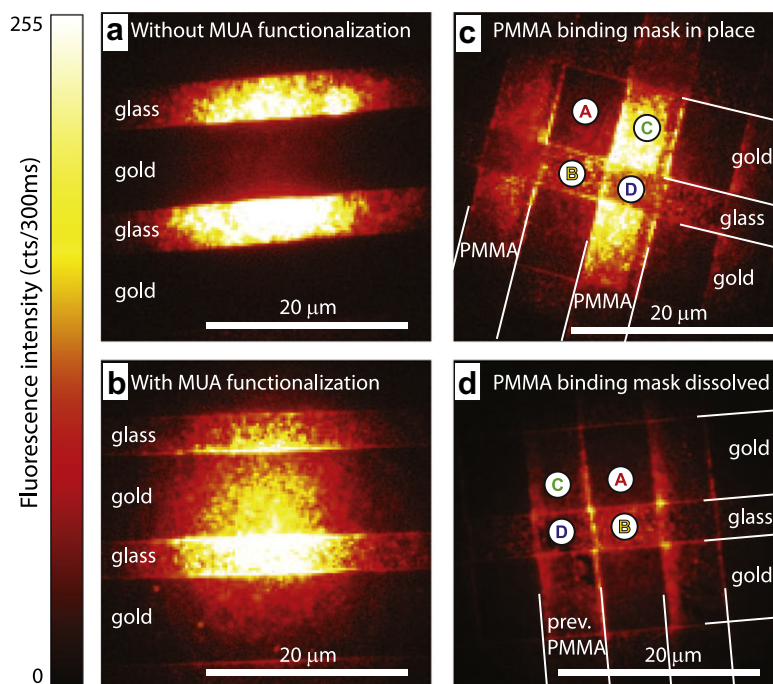 255
Fluorescence intensity (cts/300ms)
0
a Without MUA functionalization
glass
gold
glass
gold
20 μm
b With MUA functionalization
glass
gold
glass
gold
20 μm
c PMMA binding mask in place
A
C
B
D
gold
glass
gold
PMMA
PMMA
20 μm
d PMMA binding mask dissolved
C
A
D
B
gold
glass
gold
prev.
PMMA
20 μm